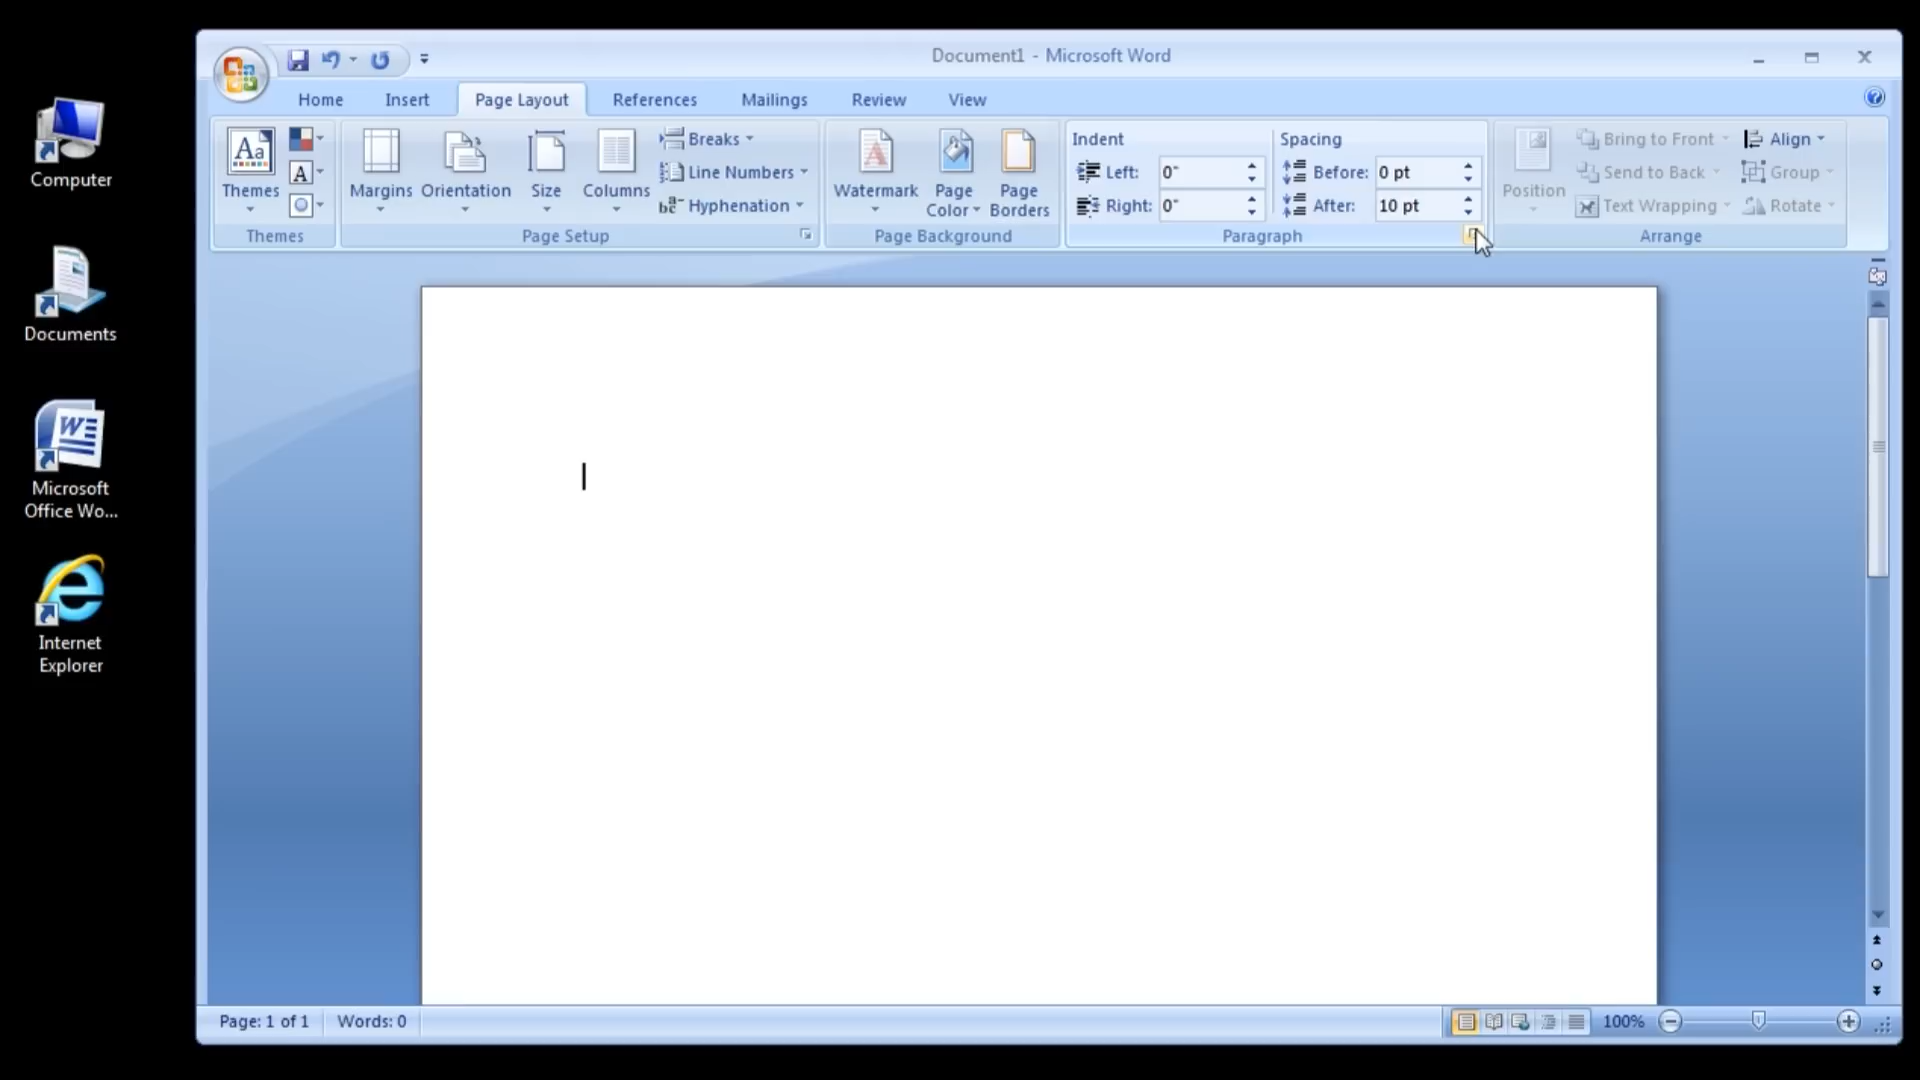 Document1 - Microsoft Word
Home Insert Page Layout References Mailings Review View
Computer
Documents
Microsoft
Office Wo...
Internet
Explorer
Aa
Themes
A
Themes
Margins Orientation Size Columns
Breaks
Line Numbers
Hyphenation
Page Setup
Watermark
Page
Color
Page
Borders
Page Background
Indent
Left: 0"
Right: 0"
Spacing
Before: 0 pt
After: 10 pt
Paragraph
Position
Bring to Front
Send to Back
Text Wrapping
Align
Group
Rotate
Arrange
Page: 1 of 1 Words: 0
100%